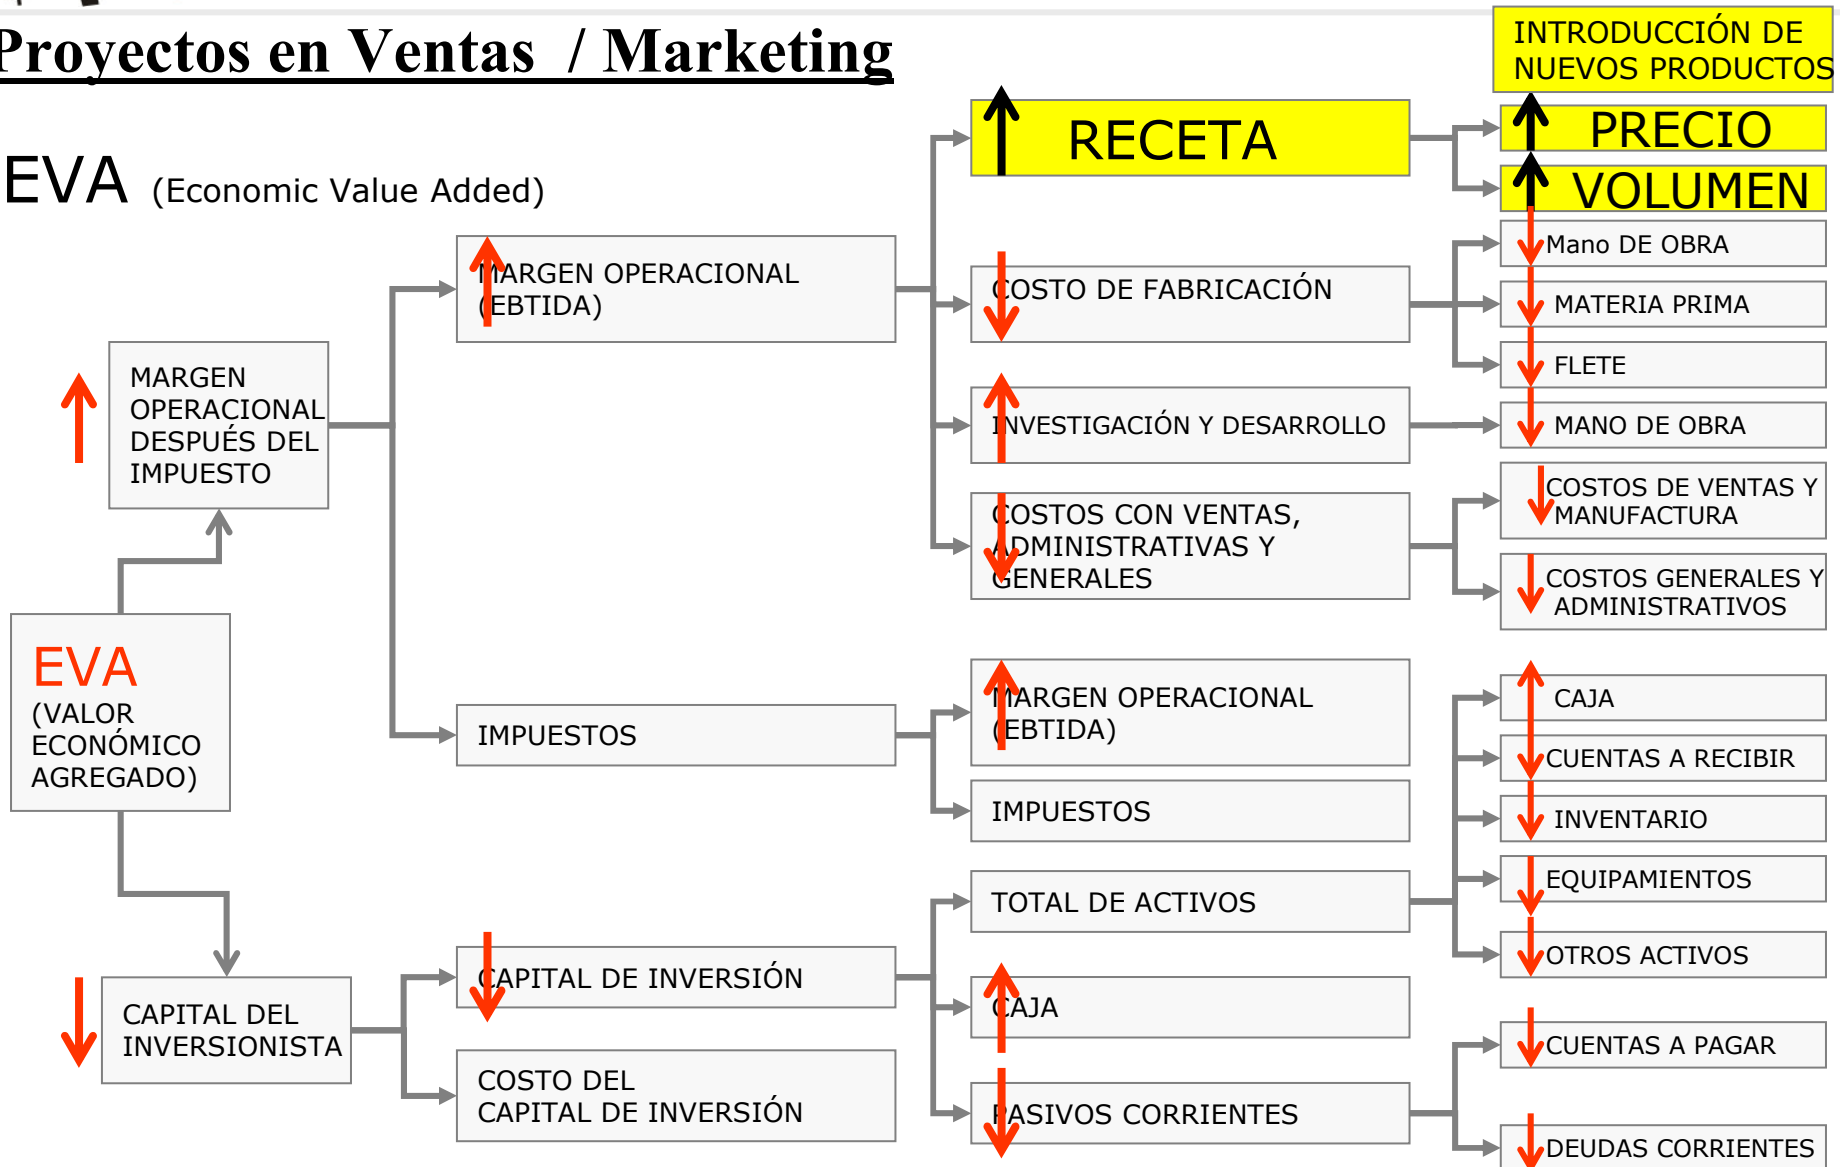 Proyectos en Ventas / Marketing
EVA (Economic Value Added)
INTRODUCCIÓN DE
NUEVOS PRODUCTOS
RECETA
PRECIO
VOLUMEN
MARGEN OPERACIONAL
(EBTIDA)
COSTO DE FABRICACIÓN
Mano DE OBRA
MATERIA PRIMA
FLETE
MARGEN
OPERACIONAL
DESPUÉS DEL
IMPUESTO
INVESTIGACIÓN Y DESARROLLO
MANO DE OBRA
COSTOS CON VENTAS,
ADMINISTRATIVAS Y
GENERALES
COSTOS DE VENTAS Y
MANUFACTURA
COSTOS GENERALES Y
ADMINISTRATIVOS
EVA
(VALOR
ECONÓMICO
AGREGADO)
IMPUESTOS
MARGEN OPERACIONAL
(EBTIDA)
IMPUESTOS
CAJA
CUENTAS A RECIBIR
INVENTARIO
EQUIPAMIENTOS
OTROS ACTIVOS
TOTAL DE ACTIVOS
CAPITAL DEL
INVERSIONISTA
CAPITAL DE INVERSIÓN
CAJA
COSTO DEL
CAPITAL DE INVERSIÓN
PASIVOS CORRIENTES
CUENTAS A PAGAR
DEUDAS CORRIENTES